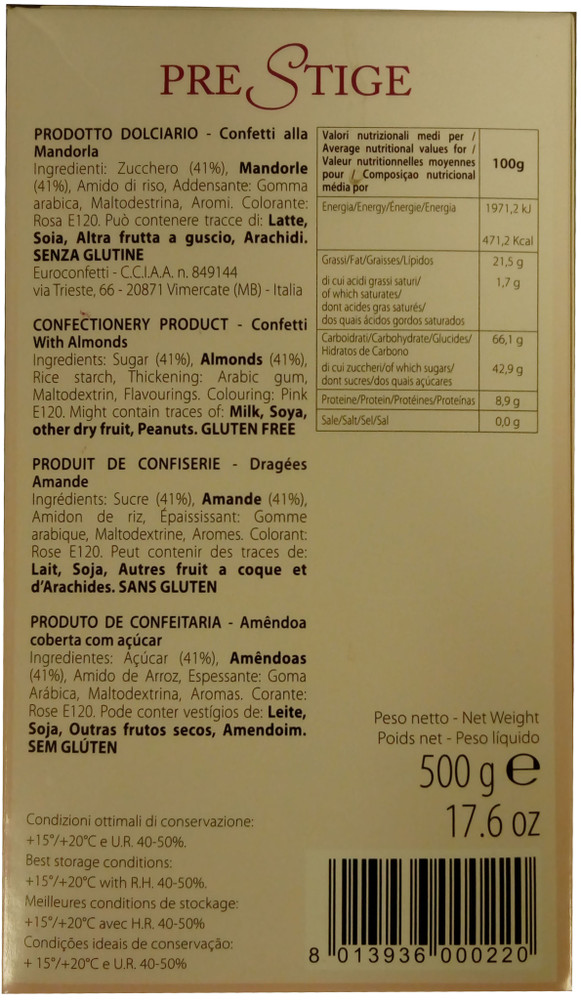 PRESTIGE
PRODOTTO DOLCIARIO - Confetti alla
Mandorla
Ingredienti: Zucchero (41%), Mandorle
(41%), Amido di riso, Addensante: Gomma
arabica, Maltodestrina, Aromi. Colorante:
Rosa E120. Può contenere tracce di: Latte,
Soia, Altra frutta a guscio, Arachidi.
SENZA GLUTINE
Euroconfetti - C.C.I.A.A. n. 849144
via Trieste, 66 - 20871 Vimercate (MB) - Italia
CONFECTIONERY PRODUCT - Confetti
With Almonds
Ingredients: Sugar (41%), Almonds (41%),
Rice starch, Thickening: Arabic gum,
Maltodextrin, Flavourings. Colouring: Pink
E120. Might contain traces of: Milk, Soya,
other dry fruit, Peanuts. GLUTEN FREE
PRODUIT DE CONFISERIE - Dragées
Amande
Ingrédients: Sucre (41%), Amande (41%),
Amidon de riz, Épaississant: Gomme
arabique, Maltodextrine, Aromes. Colorant:
Rose E120. Peut contenir des traces de:
Lait, Soja, Autres fruit a coque et
d'Arachides. SANS GLUTEN
PRODUTO DE CONFEITARIA - Amêndoa
coberta com açúcar
Ingredientes: Açúcar (41%), Amêndoas
(41%), Amido de Arroz, Espessante: Goma
Arábica, Maltodextrina, Aromas. Corante:
Rose E120. Pode conter vestígios de: Leite,
Soja, Outras frutos secos, Amendoim.
SEM GLÚTEN
Valori nutrizionali medi per /
Average nutritional values for /
Valeur nutritionnelles moyennes
pour / Composiçao nutricional
média por
100g
Energia/Energy/Énergie/Energia 1971,2 kJ
471,2 Kcal
Grassi/Fat/Graisses/Lípidos 21,5 g
di cui acidi grassi saturi/ 1,7 g
of which saturates/
dont acides gras saturés/
dos quais ácidos gordos saturados
Carboidrati/Carbohydrate/Glucides/ 66,1 g
Hidratos de Carbono
di cui zuccheri/of which sugars/ 42,9 g
dont sucres/dos quais açúcares
Proteine/Protein/Protéines/Proteínas 8,9 g
Sale/Salt/Sel/Sal 0,0 g
Peso netto - Net Weight
Poids net - Peso líquido
500 g e
17.6 oz
Condizioni ottimali di conservazione:
+15°/+20°C e U.R. 40-50%.
Best storage conditions:
+15°/+20°C with R.H. 40-50%.
Meilleures conditions de stockage:
+15°/+20°C avec H.R. 40-50%
Condições ideais de conservação:
+ 15°/+20°C e U.R. 40-50%
8 013936 000220